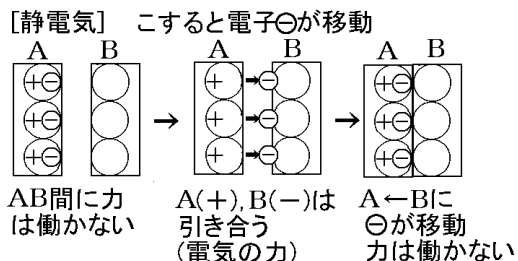 [静電気] こすると電子⊖が移動
A B A B A B
+⊖ + ⊖ +⊖
+⊖ → + ⊖ → +⊖
+⊖ + ⊖ +⊖
AB間に力
は働かない
A(+), B(−)は
引き合う
(電気の力)
A←Bに
⊖が移動
力は働かない